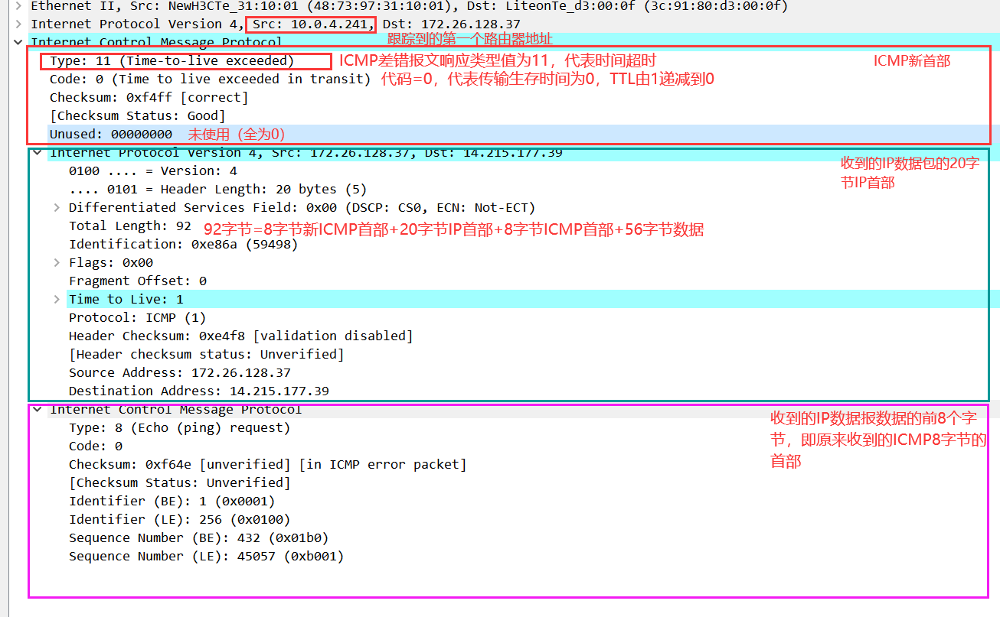 Ethernet II, Src: NewH3CTe_31:10:01 (48:73:97:31:10:01), Dst: LiteonTe_d3:00:0f (3c:91:80:d3:00:0f)
Internet Protocol Version 4, Src: 10.0.4.241, Dst: 172.26.128.37
Internet Control Message Protocol 跟踪到的第一个路由器地址
Type: 11 (Time-to-live exceeded) ICMP差错报文响应类型值为11，代表时间超时 ICMP新首部
Code: 0 (Time to live exceeded in transit) 代码=0，代表传输生存时间为0，TTL由1递减到0
Checksum: 0xf4ff [correct]
[Checksum Status: Good]
Unused: 00000000 未使用（全为0）
Internet Protocol Version 4, Src: 172.26.128.37, Dst: 14.215.177.39
收到的IP数据包的20字
节IP首部
0100 .... = Version: 4
.... 0101 = Header Length: 20 bytes (5)
Differentiated Services Field: 0x00 (DSCP: CS0, ECN: Not-ECT)
Total Length: 92 92字节=8字节新ICMP首部+20字节IP首部+8字节ICMP首部+56字节数据
Identification: 0xe86a (59498)
Flags: 0x00
Fragment Offset: 0
Time to Live: 1
Protocol: ICMP (1)
Header Checksum: 0xe4f8 [validation disabled]
[Header checksum status: Unverified]
Source Address: 172.26.128.37
Destination Address: 14.215.177.39
Internet Control Message Protocol
收到的IP数据报数据的前8个字
节，即原来收到的ICMP8字节的
首部
Type: 8 (Echo (ping) request)
Code: 0
Checksum: 0xf64e [unverified] [in ICMP error packet]
[Checksum Status: Unverified]
Identifier (BE): 1 (0x0001)
Identifier (LE): 256 (0x0100)
Sequence Number (BE): 432 (0x01b0)
Sequence Number (LE): 45057 (0xb001)